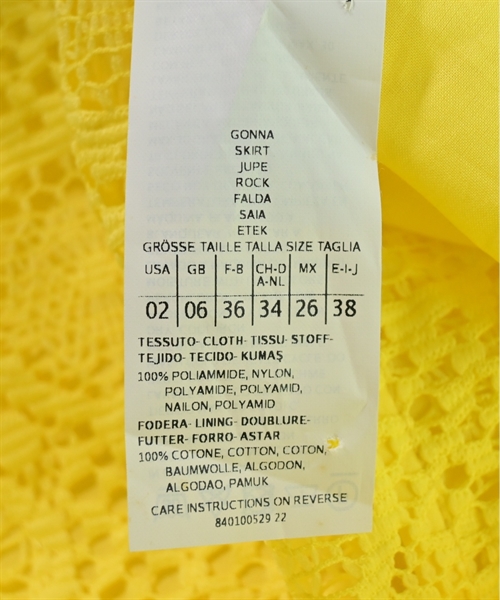 GONNA
SKIRT
JUPE
ROCK
FALDA
SAIA
ETEK
GRÖSSE TAILLE TALLA SIZE TAGLIA
USA GB F-B CH-D A-NL MX E-I-J
02 06 36 34 26 38
TESSUTO- CLOTH- TISSU- STOFF-
TEJIDO- TECIDO- KUMAŞ
100% POLIAMMIDE, NYLON,
POLYAMIDE, POLYAMID,
NAILON, POLYAMID
FODERA- LINING- DOUBLURE-
FUTTER- FORRO- ASTAR
100% COTONE, COTTON, COTON,
BAUMWOLLE, ALGODON,
ALGODAO, PAMUK
CARE INSTRUCTIONS ON REVERSE
840100529 22